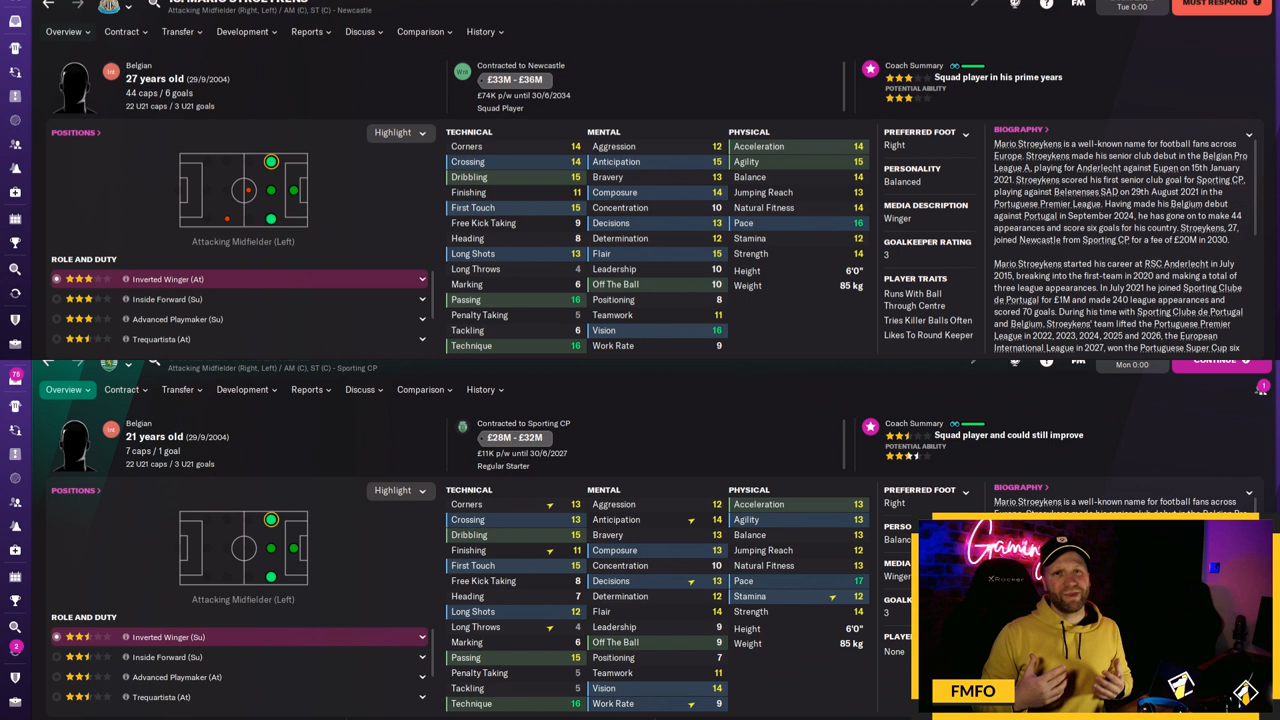 Attacking Midfielder (Right, Left) / AM (C), ST (C) - Newcastle
FM
Tue 0:00
MUST RESPOND
Overview
Contract
Transfer
Development
Reports
Discuss
Comparison
History
Int
Belgian
27 years old (29/9/2004)
44 caps / 6 goals
22 U21 caps / 3 U21 goals
Wnt
Contracted to Newcastle
£33M - £36M
£74K p/w until 30/6/2034
Squad Player
Coach Summary
Squad player in his prime years
POTENTIAL ABILITY
POSITIONS
Highlight
Attacking Midfielder (Left)
ROLE AND DUTY
Inverted Winger (At)
Inside Forward (Su)
Advanced Playmaker (Su)
Trequartista (At)
TECHNICAL
Corners 14
Crossing 14
Dribbling 15
Finishing 11
First Touch 15
Free Kick Taking 9
Heading 8
Long Shots 13
Long Throws 4
Marking 6
Passing 16
Penalty Taking 5
Tackling 6
Technique 16
MENTAL
Aggression 12
Anticipation 15
Bravery 13
Composure 14
Concentration 10
Decisions 13
Determination 12
Flair 15
Leadership 10
Off The Ball 10
Positioning 8
Teamwork 11
Vision 16
Work Rate 9
PHYSICAL
Acceleration 14
Agility 15
Balance 14
Jumping Reach 13
Natural Fitness 14
Pace 16
Stamina 12
Strength 14
Height 6'0"
Weight 85 kg
PREFERRED FOOT
Right
PERSONALITY
Balanced
MEDIA DESCRIPTION
Winger
GOALKEEPER RATING
3
PLAYER TRAITS
Runs With Ball
Through Centre
Tries Killer Balls Often
Likes To Round Keeper
BIOGRAPHY
Mario Stroeykens is a well-known name for football fans across
Europe. Stroeykens made his senior club debut in the Belgian Pro
League A, playing for Anderlecht against Eupen on 15th January
2021. Stroeykens scored his first senior club goal for Sporting CP,
playing against Belenenses SAD on 29th August 2021 in the
Portuguese Premier League. Having made his Belgium debut
against Portugal in September 2024, he has gone on to make 44
appearances and score six goals for his country. Stroeykens, 27,
joined Newcastle from Sporting CP for a fee of £20M in 2030.
Mario Stroeykens started his career at RSC Anderlecht in July
2015, breaking into the first-team in 2020 and making a total of
three league appearances. In July 2021 he joined Sporting Clube
de Portugal for £1M and made 240 league appearances and
scored 70 goals. During his time with Sporting Clube de Portugal
and Belgium, Stroeykens' team lifted the Portuguese Premier
League in 2022, 2023, 2024, 2025 and 2026, the European
International League in 2027, won the Portuguese Super Cup six
Attacking Midfielder (Right, Left) / AM (C), ST (C) - Sporting CP
FM
Mon 0:00
CONTINUE
76
1
2
Overview
Contract
Transfer
Development
Reports
Discuss
Comparison
History
Int
Belgian
21 years old (29/9/2004)
7 caps / 1 goal
22 U21 caps / 3 U21 goals
Contracted to Sporting CP
£28M - £32M
£11K p/w until 30/6/2027
Regular Starter
Coach Summary
Squad player and could still improve
POTENTIAL ABILITY
POSITIONS
Highlight
Attacking Midfielder (Left)
ROLE AND DUTY
Inverted Winger (Su)
Inside Forward (Su)
Advanced Playmaker (At)
Trequartista (At)
TECHNICAL
Corners 13
Crossing 13
Dribbling 15
Finishing 11
First Touch 15
Free Kick Taking 8
Heading 7
Long Shots 12
Long Throws 4
Marking 6
Passing 15
Penalty Taking 5
Tackling 5
Technique 16
MENTAL
Aggression 12
Anticipation 14
Bravery 13
Composure 13
Concentration 10
Decisions 13
Determination 12
Flair 14
Leadership 9
Off The Ball 9
Positioning 7
Teamwork 11
Vision 14
Work Rate 9
PHYSICAL
Acceleration 13
Agility 13
Balance 13
Jumping Reach 12
Natural Fitness 13
Pace 17
Stamina 12
Strength 14
Height 6'0"
Weight 85 kg
PREFERRED FOOT
Right
PERSO
Balanc
MEDIA
Winger
GOALK
3
PLAYE
None
BIOGRAPHY
Mario Stroeykens is a well-known name for football fans across
Gaming
XRocker
FMFO